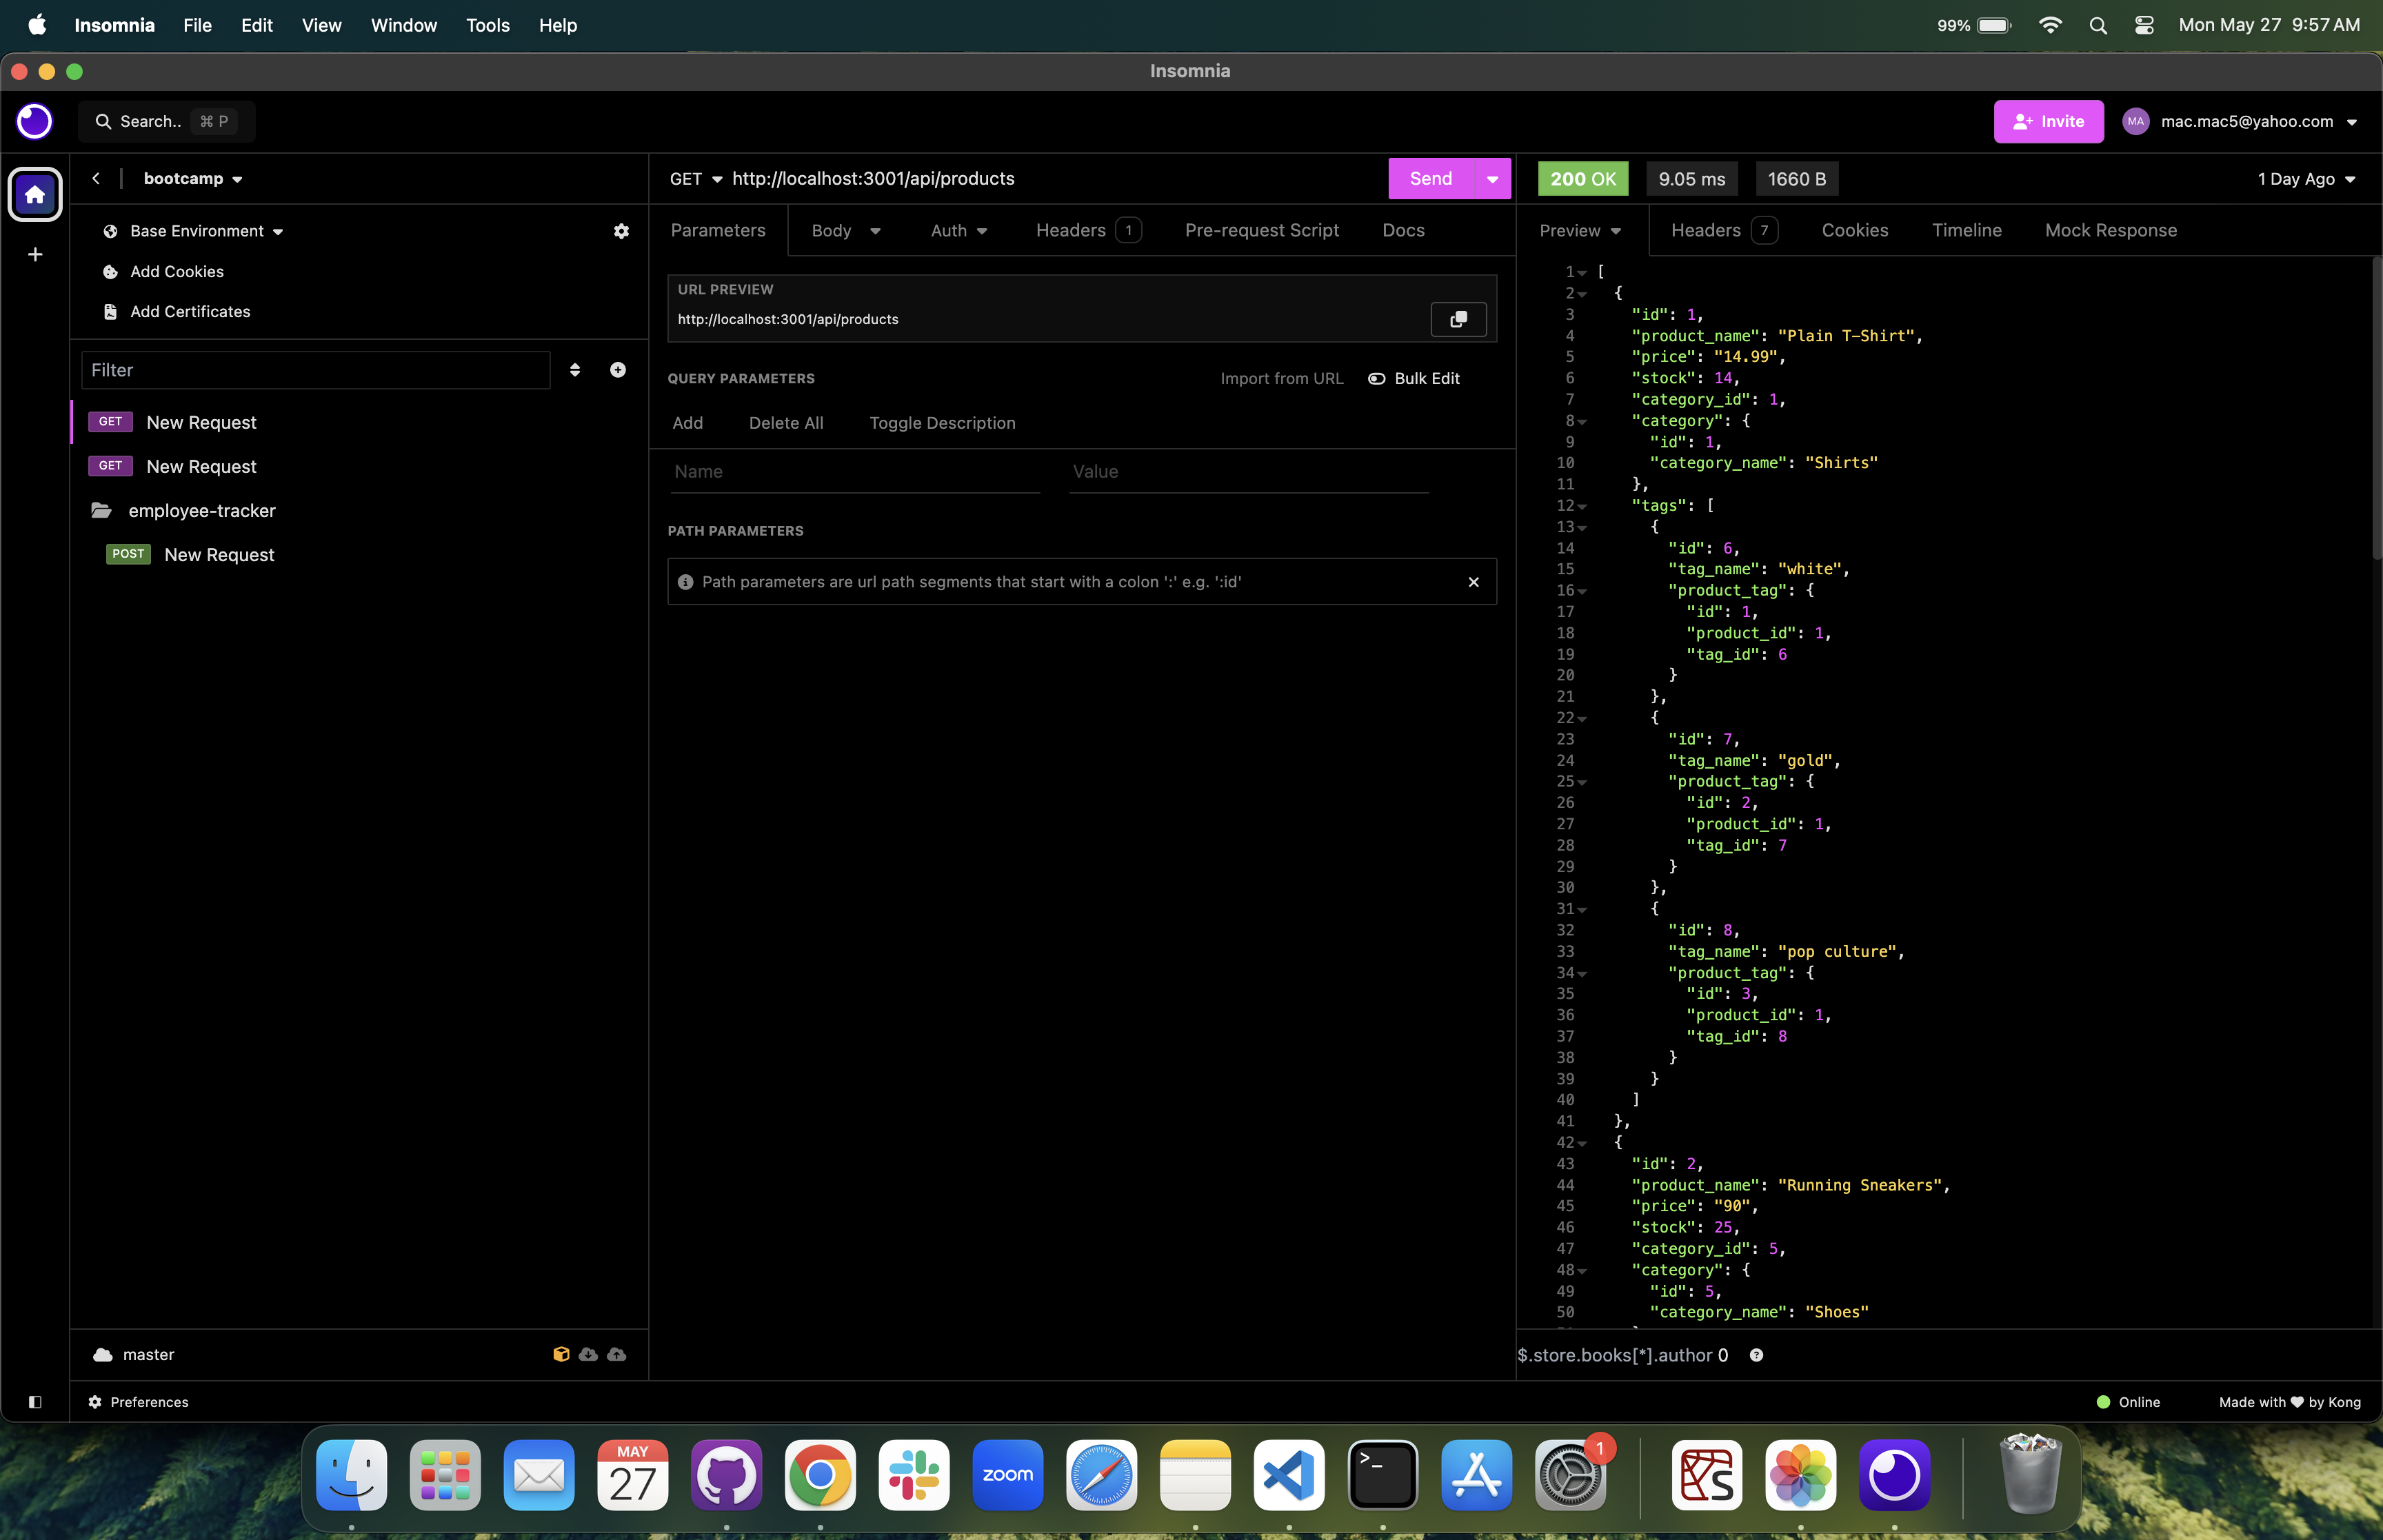 Insomnia File Edit View Window Tools Help 99% Mon May 27 9:57 AM
Insomnia
Search.. ⌘ P Invite MA mac.mac5@yahoo.com
bootcamp
Base Environment
Add Cookies
Add Certificates
Filter
GET New Request
GET New Request
employee-tracker
POST New Request
master
Preferences
GET http://localhost:3001/api/products Send
Parameters Body Auth Headers 1 Pre-request Script Docs
URL PREVIEW
http://localhost:3001/api/products
QUERY PARAMETERS Import from URL Bulk Edit
Add Delete All Toggle Description
Name Value
PATH PARAMETERS
Path parameters are url path segments that start with a colon ':' e.g. ':id'
200 OK 9.05 ms 1660 B 1 Day Ago
Preview Headers 7 Cookies Timeline Mock Response
1 [
2 {
3 "id": 1,
4 "product_name": "Plain T-Shirt",
5 "price": "14.99",
6 "stock": 14,
7 "category_id": 1,
8 "category": {
9 "id": 1,
10 "category_name": "Shirts"
11 },
12 "tags": [
13 {
14 "id": 6,
15 "tag_name": "white",
16 "product_tag": {
17 "id": 1,
18 "product_id": 1,
19 "tag_id": 6
20 }
21 },
22 {
23 "id": 7,
24 "tag_name": "gold",
25 "product_tag": {
26 "id": 2,
27 "product_id": 1,
28 "tag_id": 7
29 }
30 },
31 {
32 "id": 8,
33 "tag_name": "pop culture",
34 "product_tag": {
35 "id": 3,
36 "product_id": 1,
37 "tag_id": 8
38 }
39 }
40 ]
41 },
42 {
43 "id": 2,
44 "product_name": "Running Sneakers",
45 "price": "90",
46 "stock": 25,
47 "category_id": 5,
48 "category": {
49 "id": 5,
50 "category_name": "Shoes"
$.store.books[*].author 0
Online Made with ♥ by Kong
MAY
27
zoom
>_
1
S